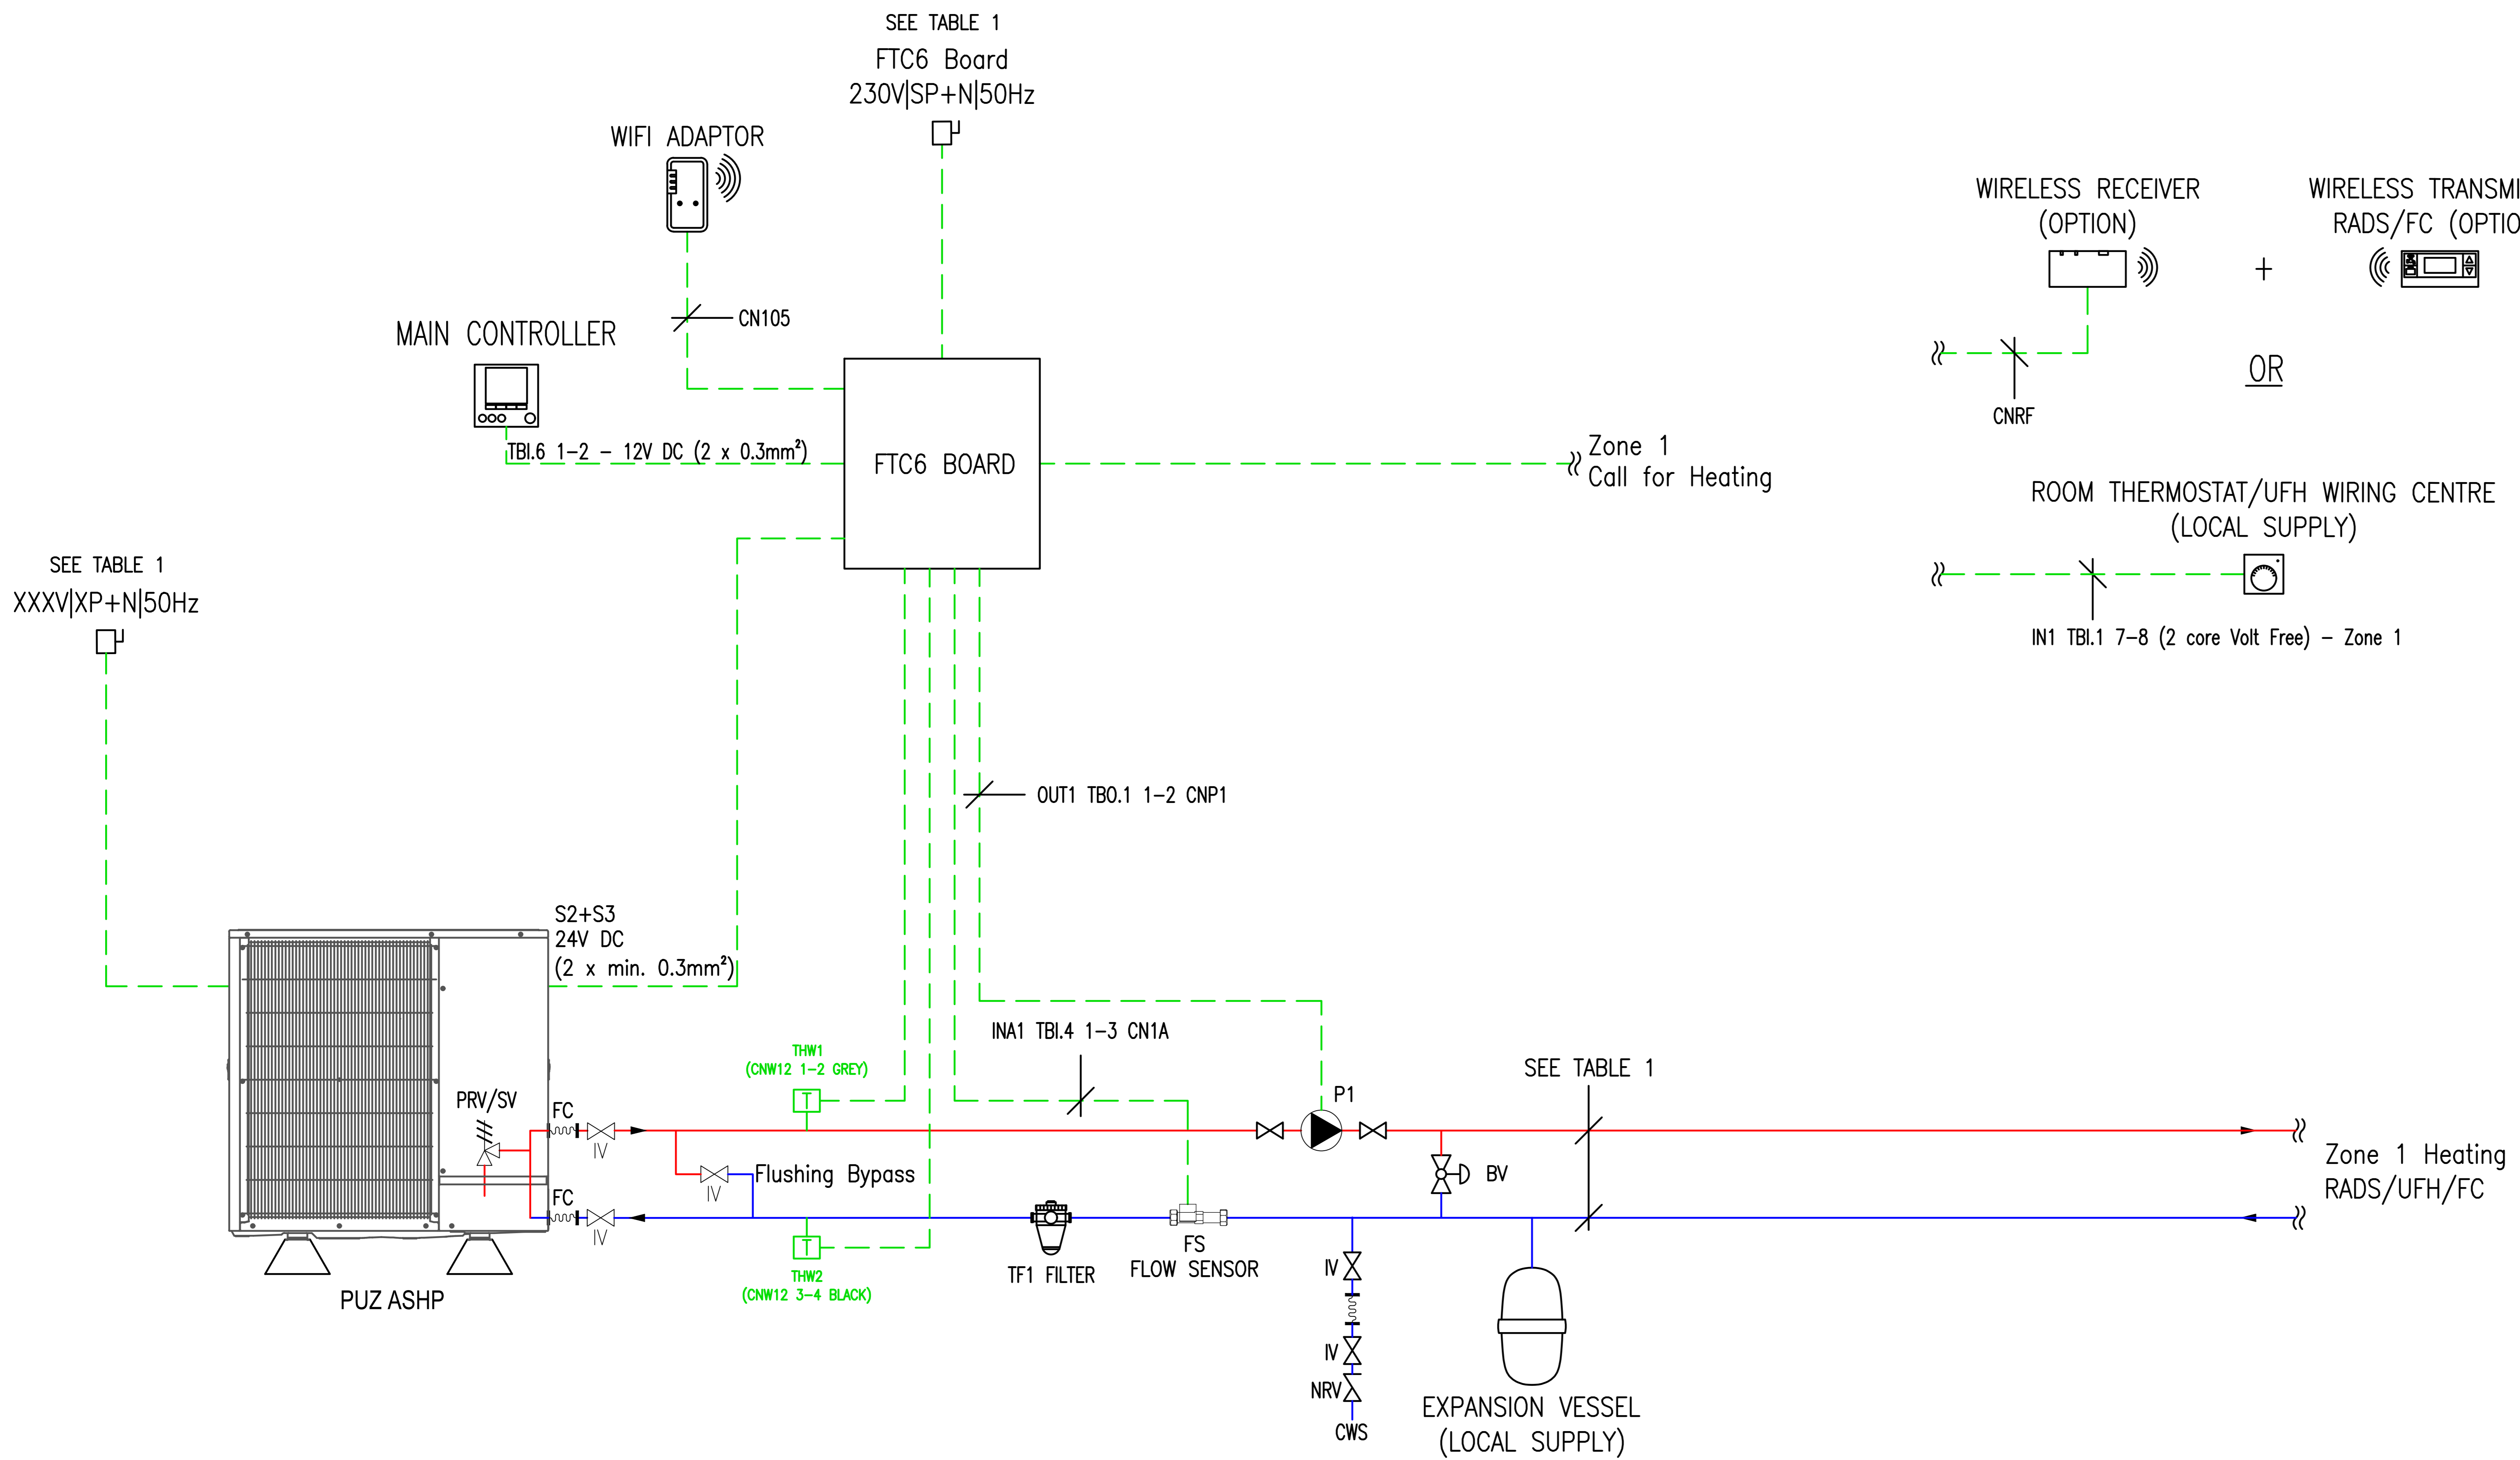 SEE TABLE 1
FTC6 Board
230V|SP+N|50Hz
WIFI ADAPTOR
CN105
MAIN CONTROLLER
TBI.6 1-2 - 12V DC (2 x 0.3mm²)
FTC6 BOARD
Zone 1
Call for Heating
WIRELESS RECEIVER
(OPTION)
+
WIRELESS TRANSMI
RADS/FC (OPTIO
CNRF
OR
ROOM THERMOSTAT/UFH WIRING CENTRE
(LOCAL SUPPLY)
IN1 TBI.1 7-8 (2 core Volt Free) - Zone 1
SEE TABLE 1
XXXV|XP+N|50Hz
OUT1 TBO.1 1-2 CNP1
S2+S3
24V DC
(2 x min. 0.3mm²)
INA1 TBI.4 1-3 CN1A
THW1
(CNW12 1-2 GREY)
T
P1
SEE TABLE 1
PRV/SV
FC
IV
IV
Flushing Bypass
BV
Zone 1 Heating
RADS/UFH/FC
FC
IV
T
THW2
(CNW12 3-4 BLACK)
TF1 FILTER
FS
FLOW SENSOR
IV
IV
NRV
CWS
EXPANSION VESSEL
(LOCAL SUPPLY)
PUZ ASHP